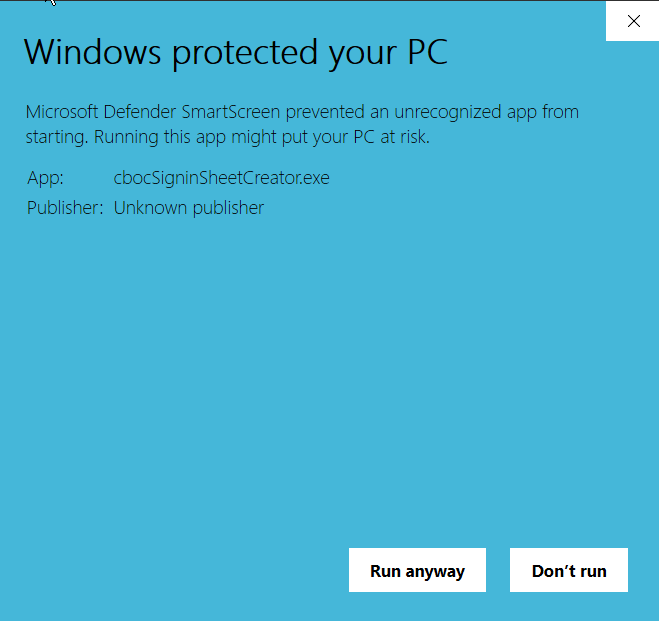 Windows protected your PC
Microsoft Defender SmartScreen prevented an unrecognized app from
starting. Running this app might put your PC at risk.
App: cbocSigninSheetCreator.exe
Publisher: Unknown publisher
Run anyway Don’t run